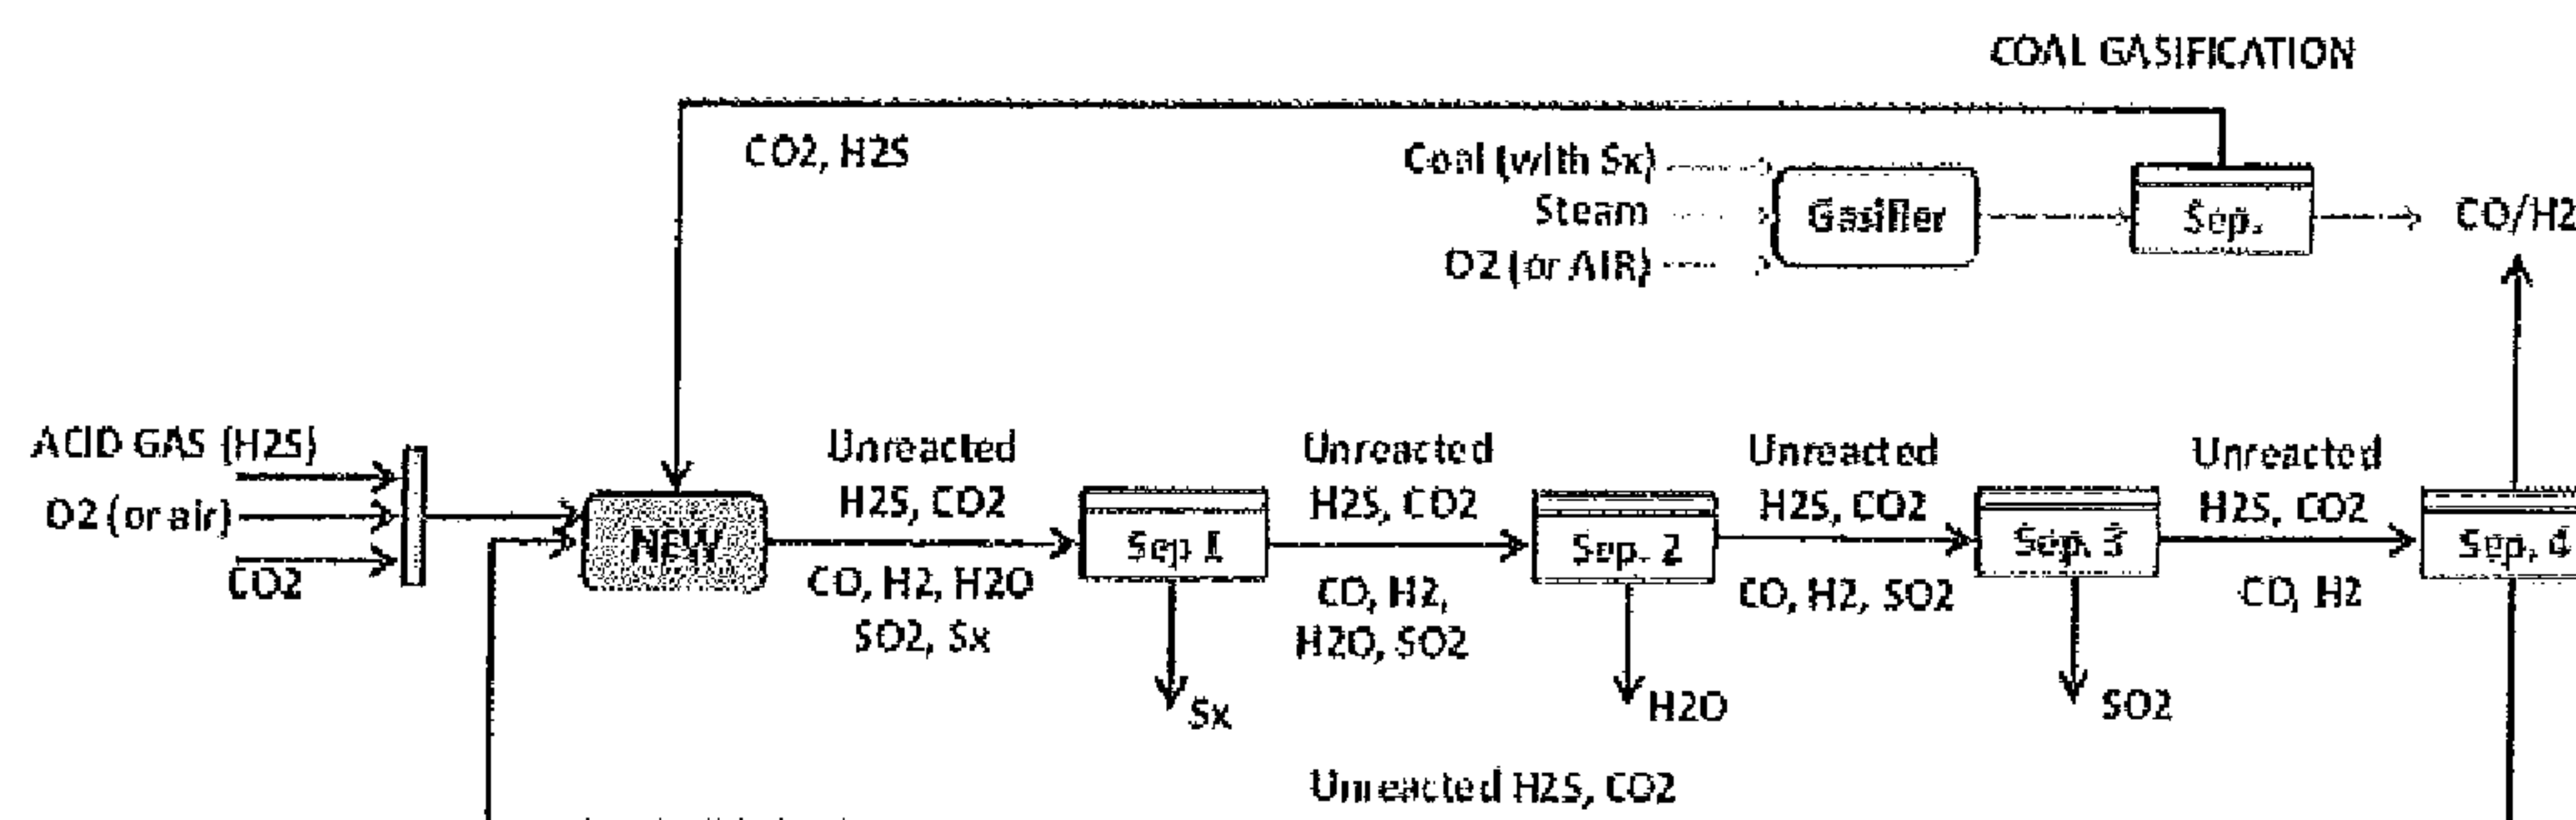 COAL GASIFICATION
CO2, H2S
Coal (with Sx)
Steam
O2 (or AIR)
Gasifier
Sep.
CO/H2
ACID GAS (H2S)
O2 (or air)
CO2
NEW
Unreacted
H2S, CO2
CO, H2, H2O
SO2, Sx
Sep 1
Sx
Unreacted
H2S, CO2
CO, H2,
H2O, SO2
Sep. 2
H2O
Unreacted
H2S, CO2
CO, H2, SO2
Sep. 3
SO2
Unreacted
H2S, CO2
CO, H2
Sep. 4
Unreacted H2S, CO2